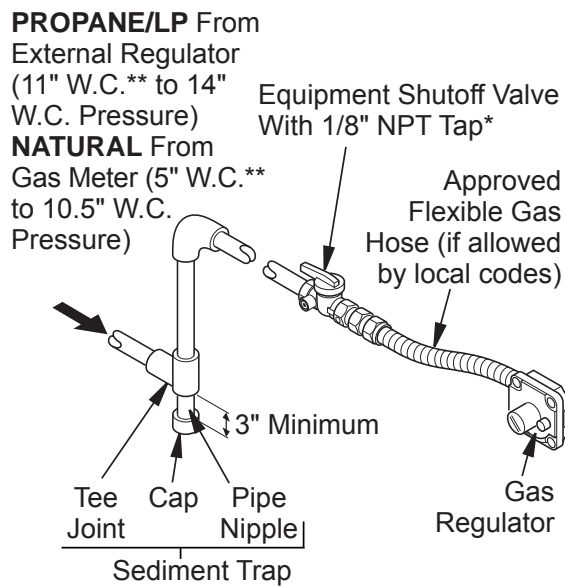 PROPANE/LP From
External Regulator
(11" W.C.** to 14"
W.C. Pressure)
NATURAL From
Gas Meter (5" W.C.**
to 10.5" W.C.
Pressure)
Equipment Shutoff Valve
With 1/8" NPT Tap*
Approved
Flexible Gas
Hose (if allowed
by local codes)
3" Minimum
Tee
Joint
Cap
Pipe
Nipple
Sediment Trap
Gas
Regulator